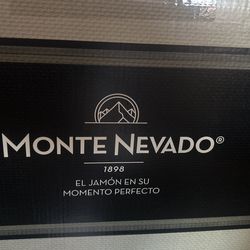 MONTE NEVADO®
1898
EL JAMÓN EN SU
MOMENTO PERFECTO